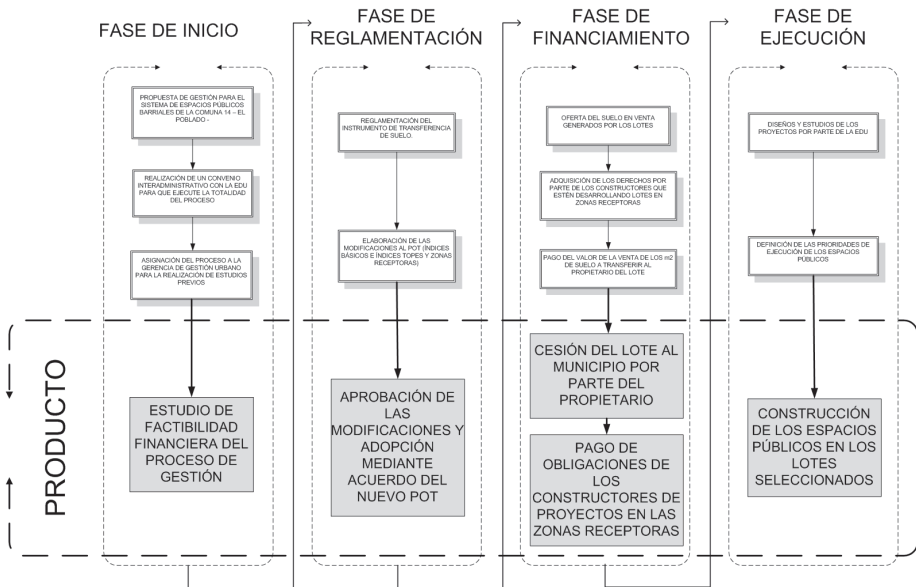 FASE DE INICIO
PROPUESTA DE GESTIÓN PARA EL
SISTEMA DE ESPACIOS PÚBLICOS
BARRIALES DE LA COMUNA 14 – EL
POBLADO -
REALIZACIÓN DE UN CONVENIO
INTERADMINISTRATIVO CON LA EDU
PARA QUE EJECUTE LA TOTALIDAD
DEL PROCESO
ASIGNACIÓN DEL PROCESO A LA
GERENCIA DE GESTIÓN URBANO
PARA LA REALIZACIÓN DE ESTUDIOS
PREVIOS
ESTUDIO DE
FACTIBILIDAD
FINANCIERA DEL
PROCESO DE
GESTIÓN
FASE DE
REGLAMENTACIÓN
REGLAMENTACIÓN DEL
INSTRUMENTO DE TRANSFERENCIA
DE SUELO.
ELABORACIÓN DE LAS
MODIFICACIONES AL POT (ÍNDICES
BÁSICOS E ÍNDICES TOPES Y ZONAS
RECEPTORAS)
APROBACIÓN DE
LAS
MODIFICACIONES Y
ADOPCIÓN
MEDIANTE
ACUERDO DEL
NUEVO POT
FASE DE
FINANCIAMIENTO
OFERTA DEL SUELO EN VENTA
GENERADOS POR LOS LOTES
ADQUISICIÓN DE LOS DERECHOS POR
PARTE DE LOS CONSTRUCTORES QUE
ESTÉN DESARROLLANDO LOTES EN
ZONAS RECEPTORAS
PAGO DEL VALOR DE LA VENTA DE LOS m2
DE SUELO A TRANSFERIR AL
PROPIETARIO DEL LOTE
CESIÓN DEL LOTE AL
MUNICIPIO POR
PARTE DEL
PROPIETARIO
PAGO DE
OBLIGACIONES DE
LOS
CONSTRUCTORES DE
PROYECTOS EN LAS
ZONAS RECEPTORAS
FASE DE
EJECUCIÓN
DISEÑOS Y ESTUDIOS DE LOS
PROYECTOS POR PARTE DE LA EDU
DEFINICIÓN DE LAS PRIORIDADES DE
EJECUCIÓN DE LOS ESPACIOS
PÚBLICOS
CONSTRUCCIÓN
DE LOS ESPACIOS
PÚBLICOS EN LOS
LOTES
SELECCIONADOS
PRODUCTO